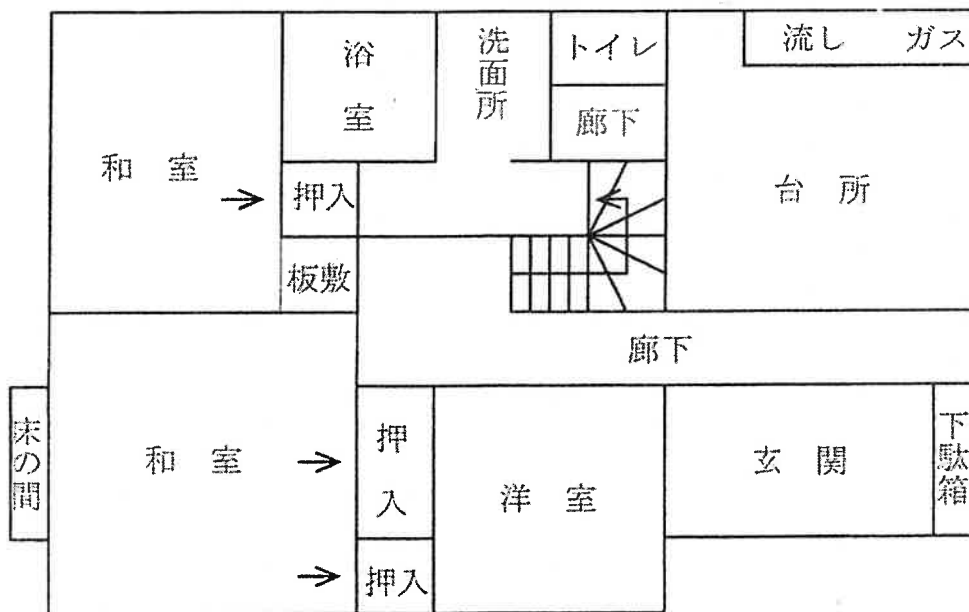 浴室
洗面所
トイレ
流し ガス
廊下
和室
押入
台所
板敷
廊下
床の間
和室
押入
洋室
玄関
下駄箱
押入